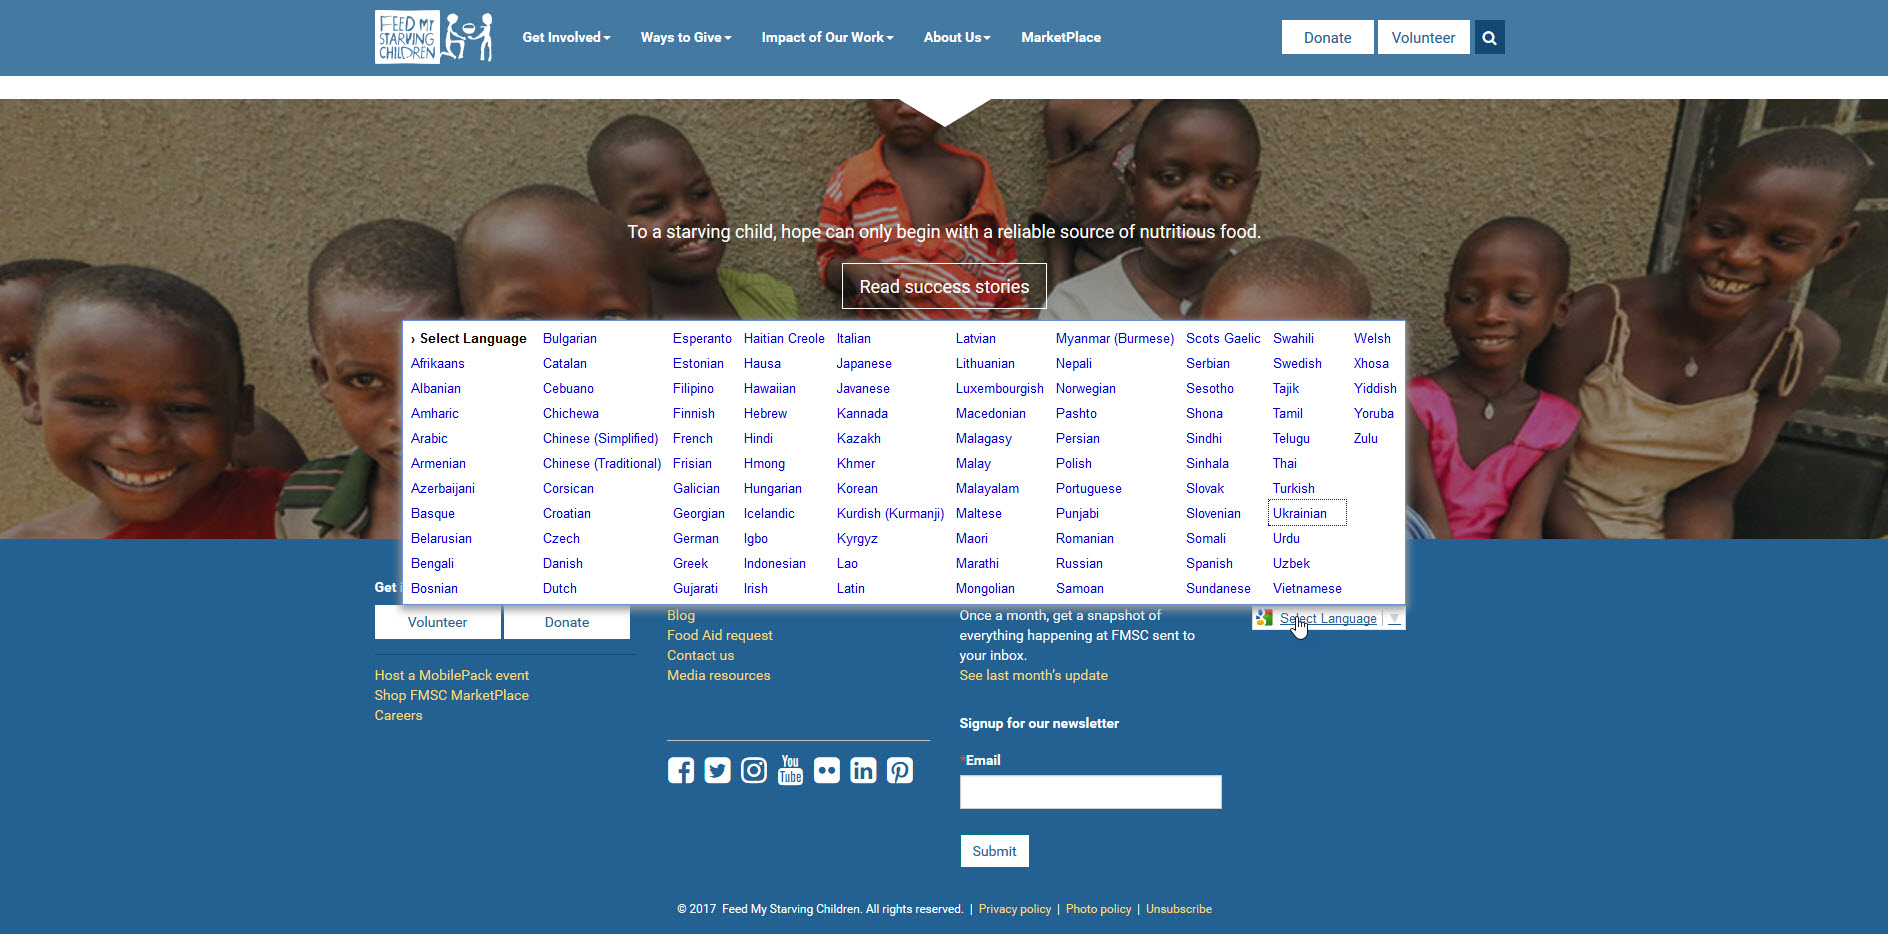 FEED MY
STARVING
CHILDREN
Get Involved
Ways to Give
Impact of Our Work
About Us
MarketPlace
Donate
Volunteer
To a starving child, hope can only begin with a reliable source of nutritious food.
Read success stories
› Select Language
Afrikaans
Albanian
Amharic
Arabic
Armenian
Azerbaijani
Basque
Belarusian
Bengali
Bosnian
Bulgarian
Catalan
Cebuano
Chichewa
Chinese (Simplified)
Chinese (Traditional)
Corsican
Croatian
Czech
Danish
Dutch
Esperanto
Estonian
Filipino
Finnish
French
Frisian
Galician
Georgian
German
Greek
Gujarati
Haitian Creole
Hausa
Hawaiian
Hebrew
Hindi
Hmong
Hungarian
Icelandic
Igbo
Indonesian
Irish
Italian
Japanese
Javanese
Kannada
Kazakh
Khmer
Korean
Kurdish (Kurmanji)
Kyrgyz
Lao
Latin
Latvian
Lithuanian
Luxembourgish
Macedonian
Malagasy
Malay
Malayalam
Maltese
Maori
Marathi
Mongolian
Myanmar (Burmese)
Nepali
Norwegian
Pashto
Persian
Polish
Portuguese
Punjabi
Romanian
Russian
Samoan
Scots Gaelic
Serbian
Sesotho
Shona
Sindhi
Sinhala
Slovak
Slovenian
Somali
Spanish
Sundanese
Swahili
Swedish
Tajik
Tamil
Telugu
Thai
Turkish
Ukrainian
Urdu
Uzbek
Vietnamese
Welsh
Xhosa
Yiddish
Yoruba
Zulu
Get
Volunteer
Donate
Host a MobilePack event
Shop FMSC MarketPlace
Careers
Blog
Food Aid request
Contact us
Media resources
You
Tube
in
Once a month, get a snapshot of
everything happening at FMSC sent to
your inbox.
See last month's update
Signup for our newsletter
*Email
Submit
Select Language
© 2017 Feed My Starving Children. All rights reserved. | Privacy policy | Photo policy | Unsubscribe